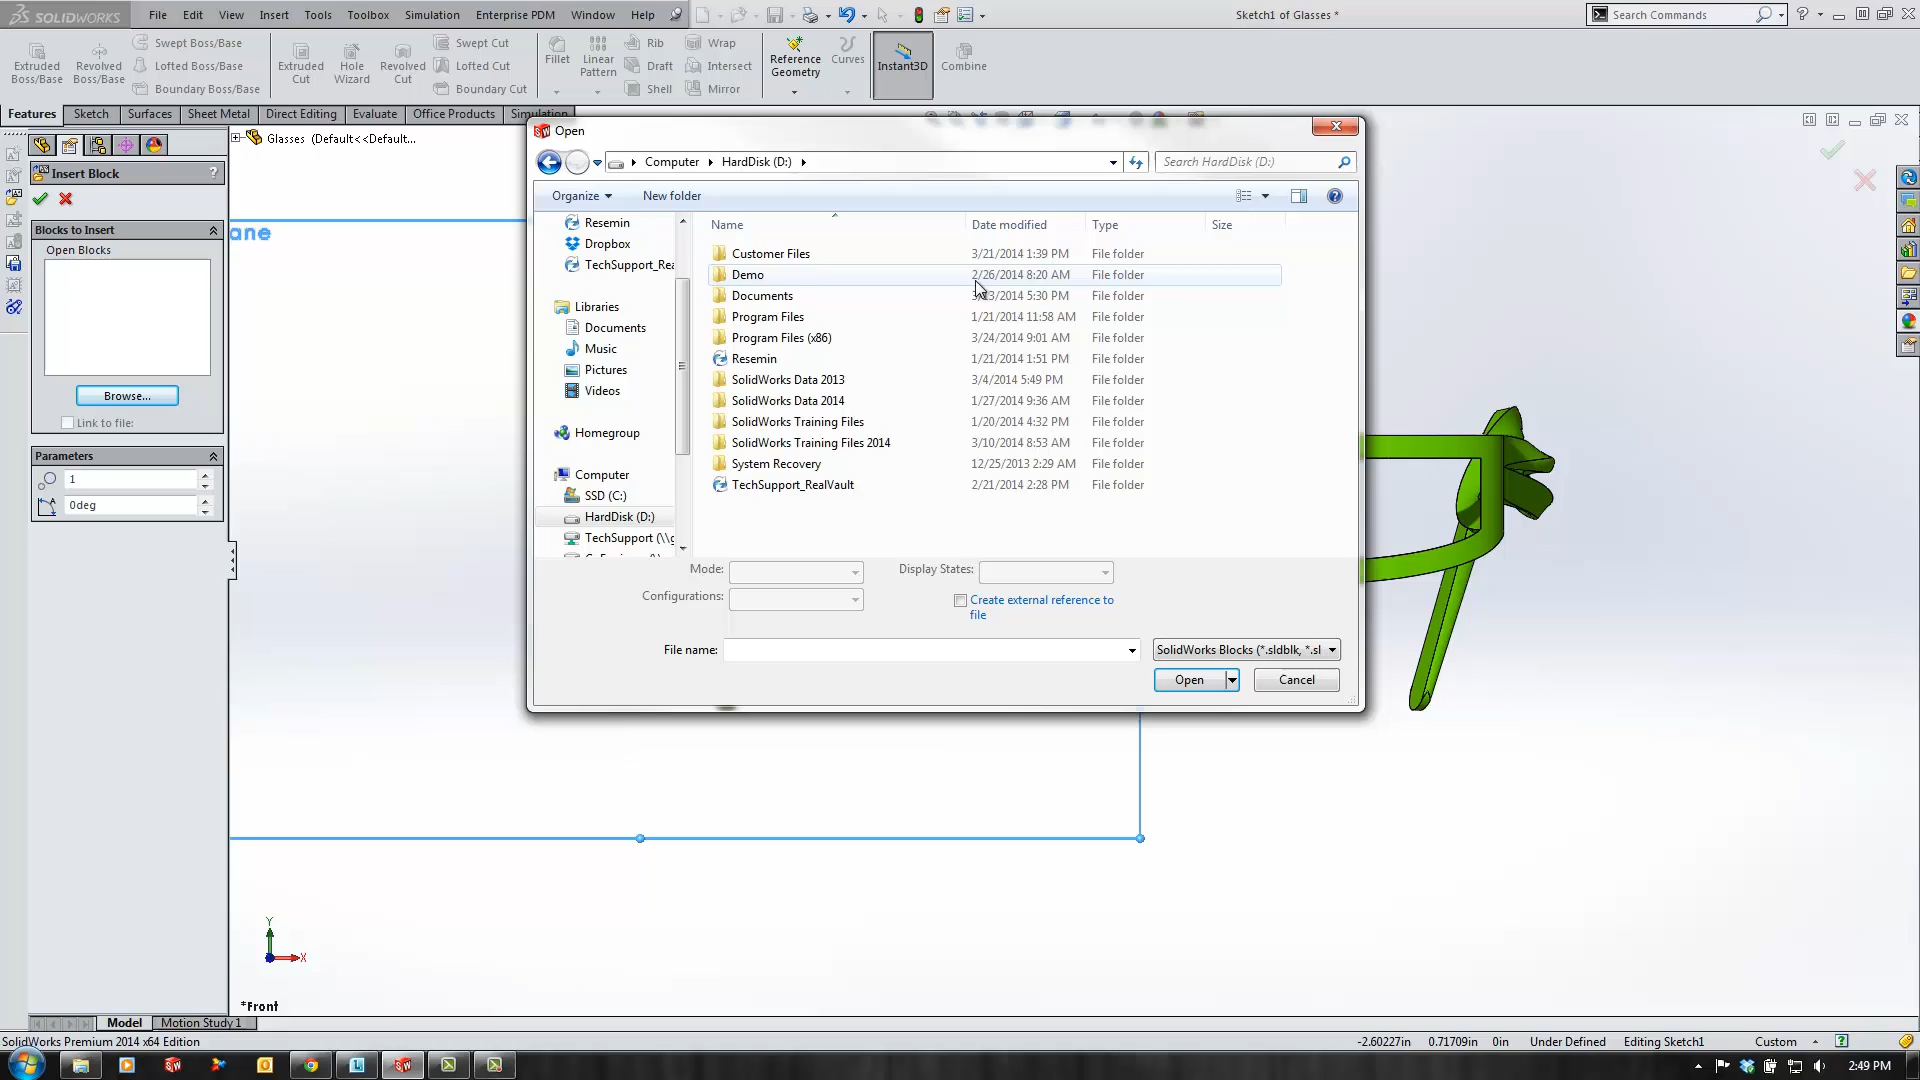 SOLIDWORKS File Edit View Insert Tools Toolbox Simulation Enterprise PDM Window Help Sketch1 of Glasses * Search Commands
Extruded Boss/Base
Revolved Boss/Base
Swept Boss/Base
Lofted Boss/Base
Boundary Boss/Base
Extruded Cut
Hole Wizard
Revolved Cut
Swept Cut
Lofted Cut
Boundary Cut
Fillet
Linear Pattern
Rib
Draft
Shell
Wrap
Intersect
Mirror
Reference Geometry
Curves
Instant3D
Combine
Features Sketch Surfaces Sheet Metal Direct Editing Evaluate Office Products Simulation
Glasses (Default<<Default...
Insert Block ?
Blocks to Insert
Open Blocks
Browse...
Link to file:
Parameters
1
0deg
ane
Open
Computer HardDisk (D:) Search HardDisk (D:)
Organize New folder
Resemin
Dropbox
TechSupport_Rea
Libraries
Documents
Music
Pictures
Videos
Homegroup
Computer
SSD (C:)
HardDisk (D:)
TechSupport (\\g
Name Date modified Type Size
Customer Files 3/21/2014 1:39 PM File folder
Demo 2/26/2014 8:20 AM File folder
Documents 3/2014 5:30 PM File folder
Program Files 1/21/2014 11:58 AM File folder
Program Files (x86) 3/24/2014 9:01 AM File folder
Resemin 1/21/2014 1:51 PM File folder
SolidWorks Data 2013 3/4/2014 5:49 PM File folder
SolidWorks Data 2014 1/27/2014 9:36 AM File folder
SolidWorks Training Files 1/20/2014 4:32 PM File folder
SolidWorks Training Files 2014 3/10/2014 8:53 AM File folder
System Recovery 12/25/2013 2:29 AM File folder
TechSupport_RealVault 2/21/2014 2:28 PM File folder
Mode: Display States:
Configurations: Create external reference to
file
File name: SolidWorks Blocks (*.sldblk, *.sl
Open Cancel
Y
X
*Front
Model Motion Study 1
SolidWorks Premium 2014 x64 Edition -2.60227in 0.71709in 0in Under Defined Editing Sketch1 Custom
2:49 PM